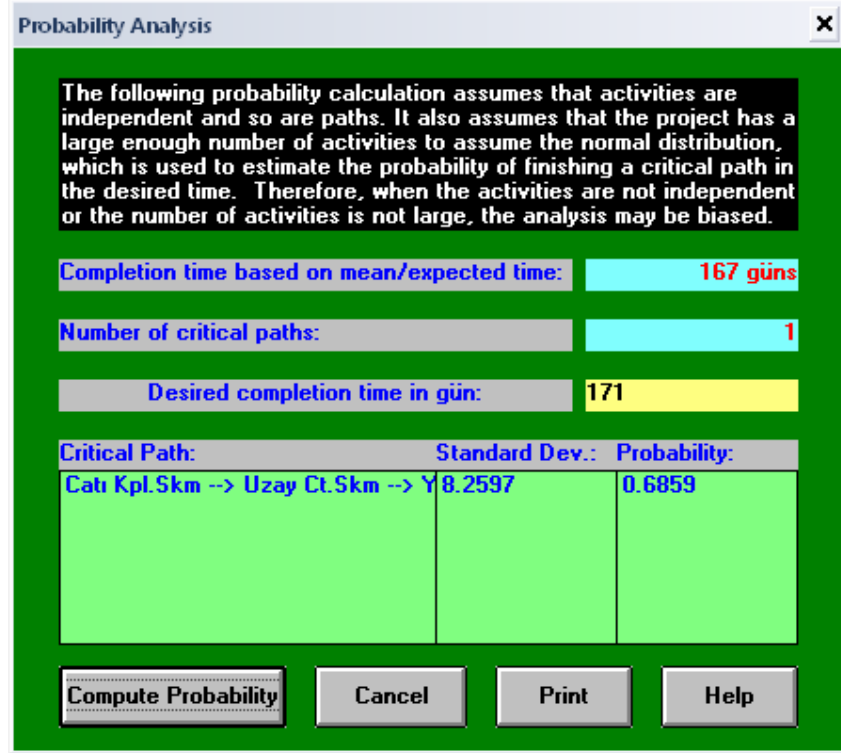 Probability Analysis
The following probability calculation assumes that activities are
independent and so are paths. It also assumes that the project has a
large enough number of activities to assume the normal distribution,
which is used to estimate the probability of finishing a critical path in
the desired time. Therefore, when the activities are not independent
or the number of activities is not large, the analysis may be biased.
Completion time based on mean/expected time: 167 güns
Number of critical paths: 1
Desired completion time in gün: 171
Critical Path: Standard Dev.: Probability:
Catı Kpl.Skm --> Uzay Ct.Skm --> Y 8.2597 0.6859
Compute Probability Cancel Print Help